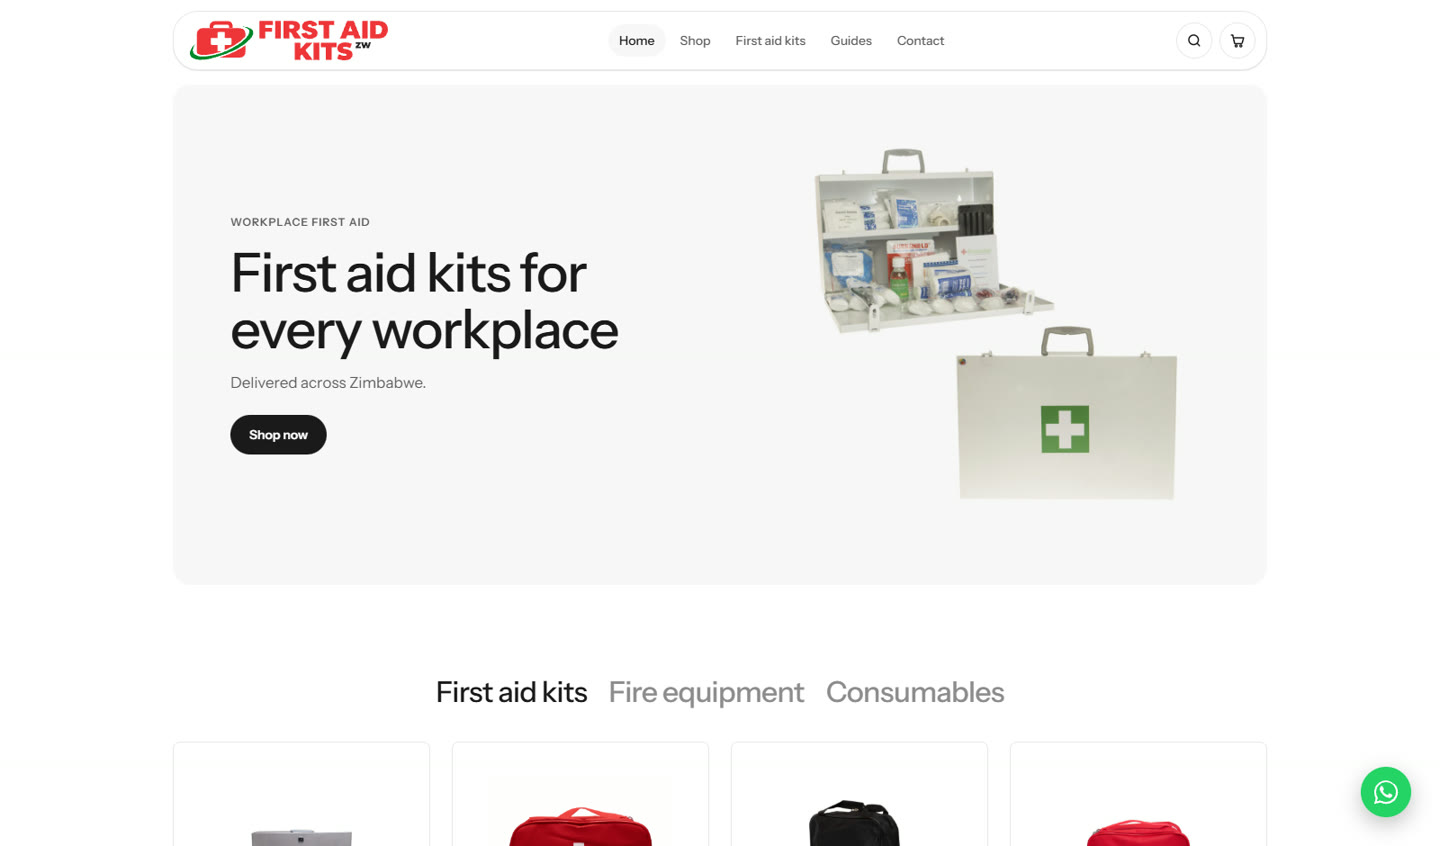 FIRST AID
KITS ZW
Home
Shop
First aid kits
Guides
Contact
WORKPLACE FIRST AID
First aid kits for
every workplace
Delivered across Zimbabwe.
Shop now
First aid kits
Fire equipment
Consumables